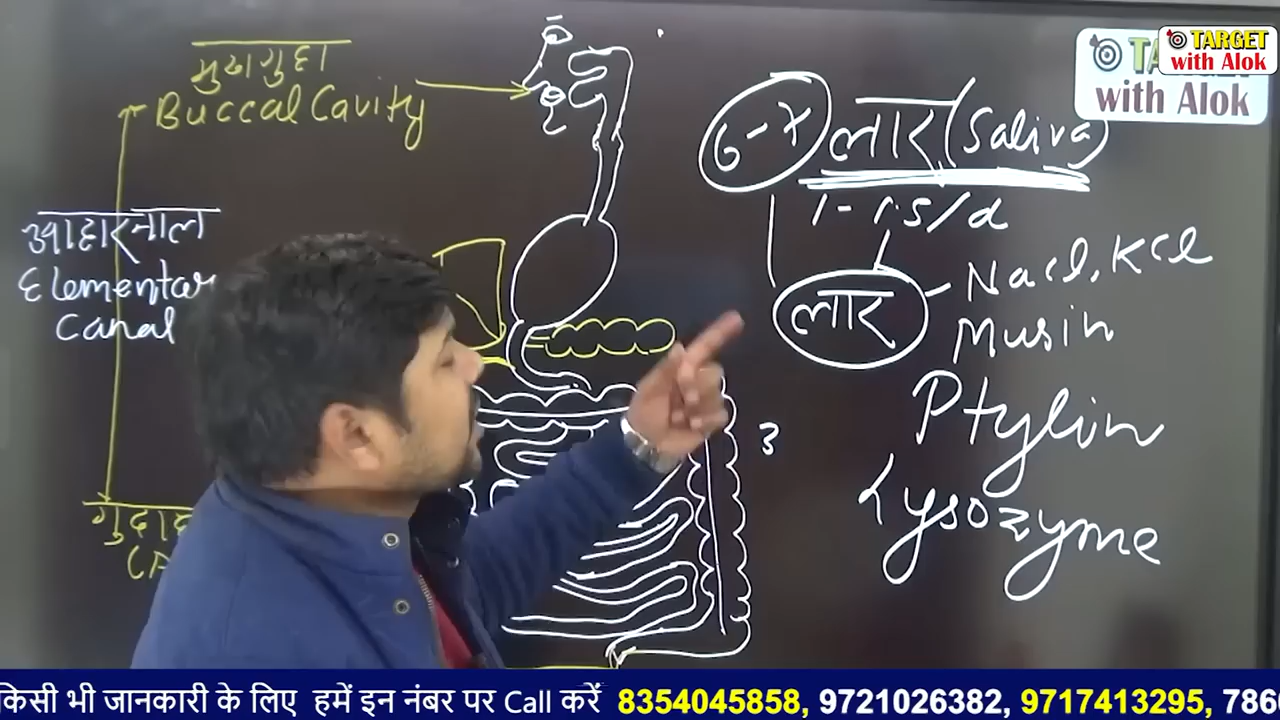 मुखगुहा
Buccal Cavity
आहारनाल
Elementar
Canal
गुदाद्
(A
6-7 लार (Saliva)
1-1.5/d
लार
NaCl, KCl
Musin
Ptylin
Lysozyme
3
TARGET
with Alok
TARGET
with Alok
किसी भी जानकारी के लिए हमें इन नंबर पर Call करें 8354045858, 9721026382, 9717413295, 786